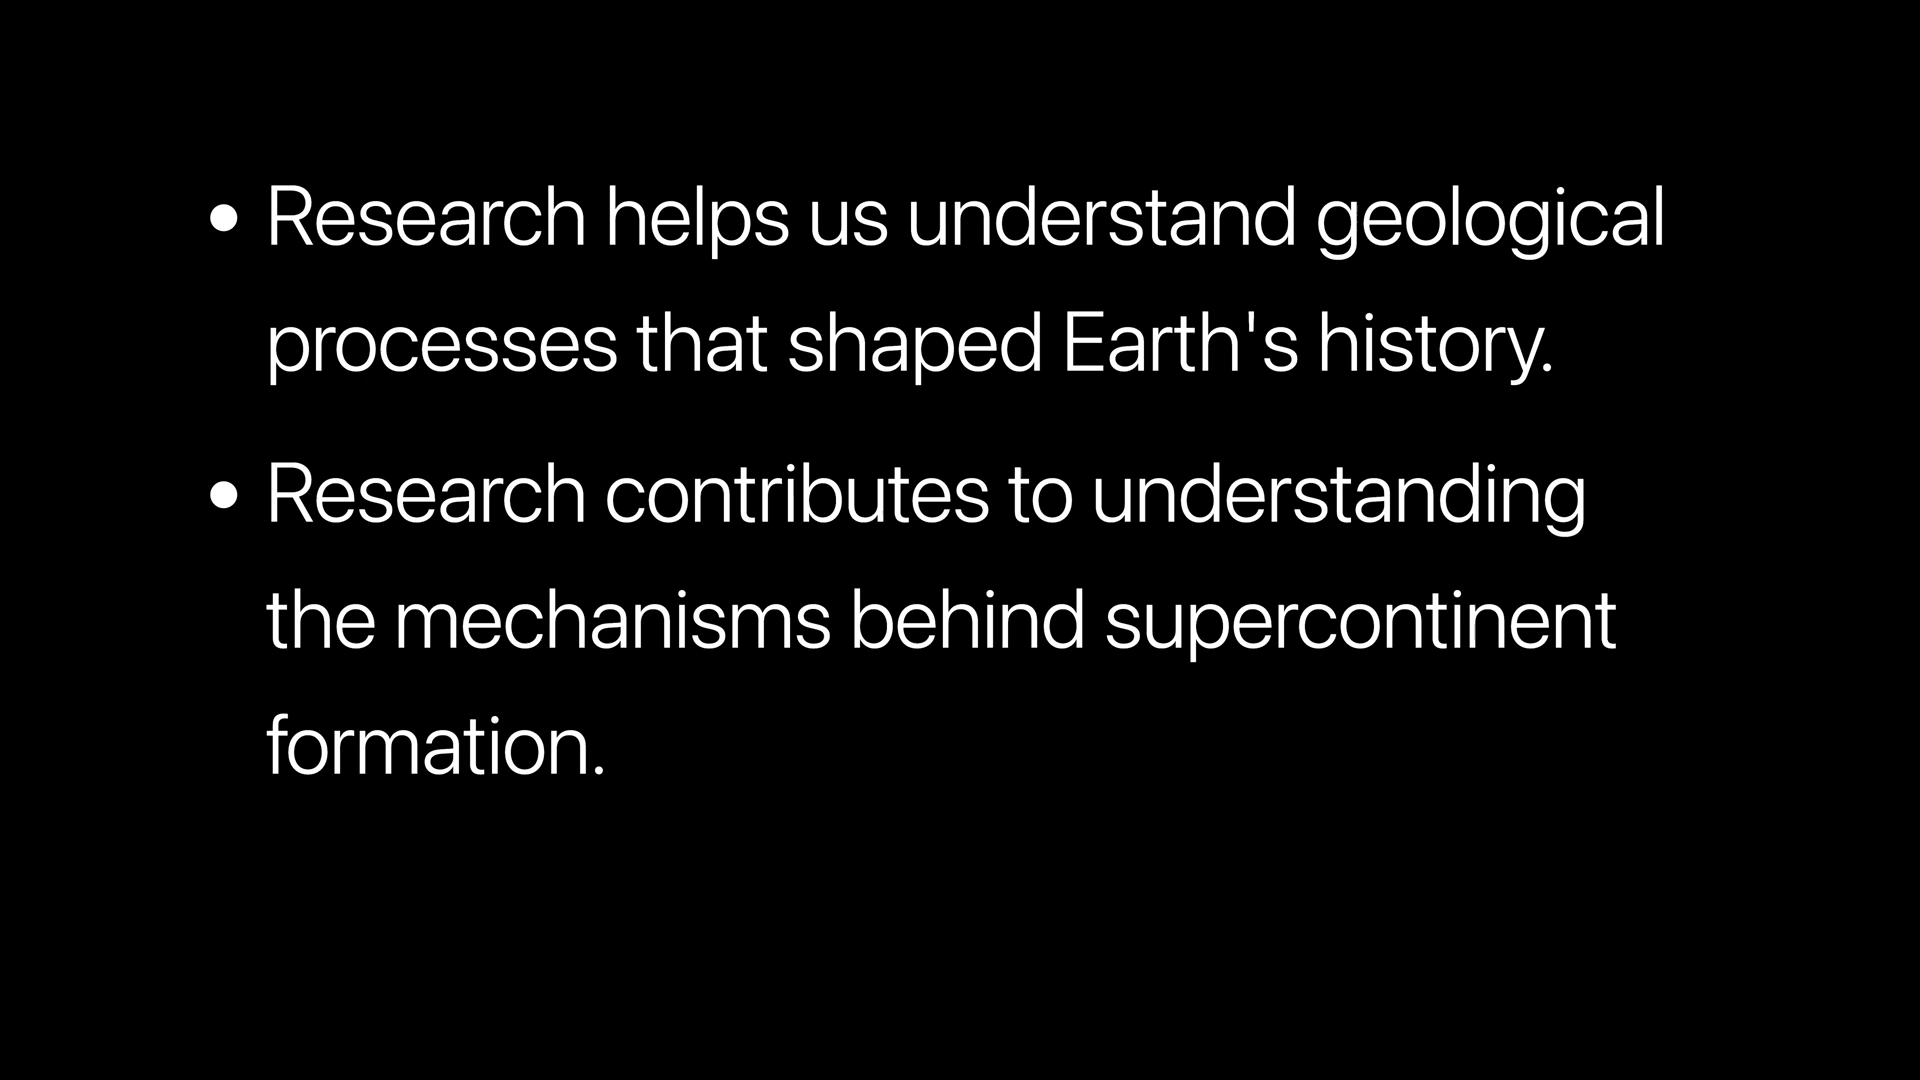 • Research helps us understand geological
processes that shaped Earth's history.
• Research contributes to understanding
the mechanisms behind supercontinent
formation.